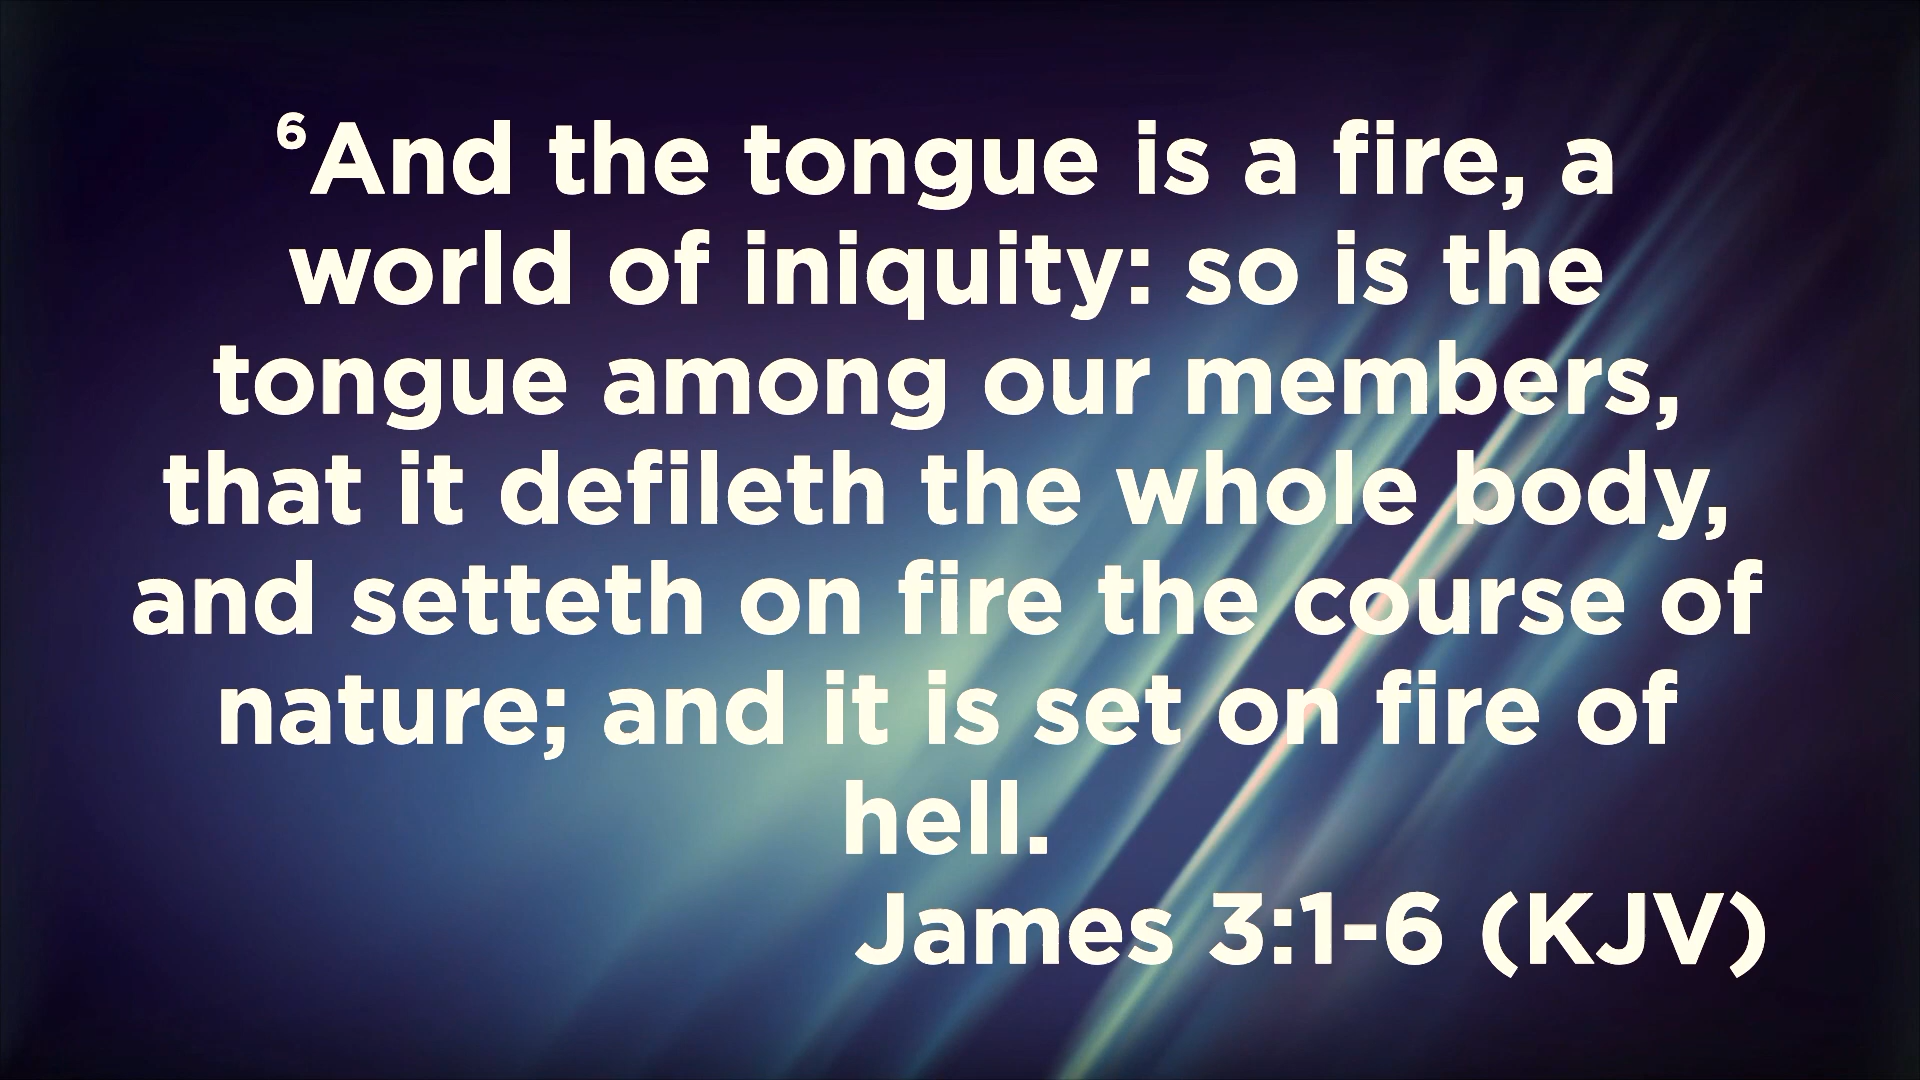 ⁶And the tongue is a fire, a
world of iniquity: so is the
tongue among our members,
that it defileth the whole body,
and setteth on fire the course of
nature; and it is set on fire of
hell.
James 3:1-6 (KJV)